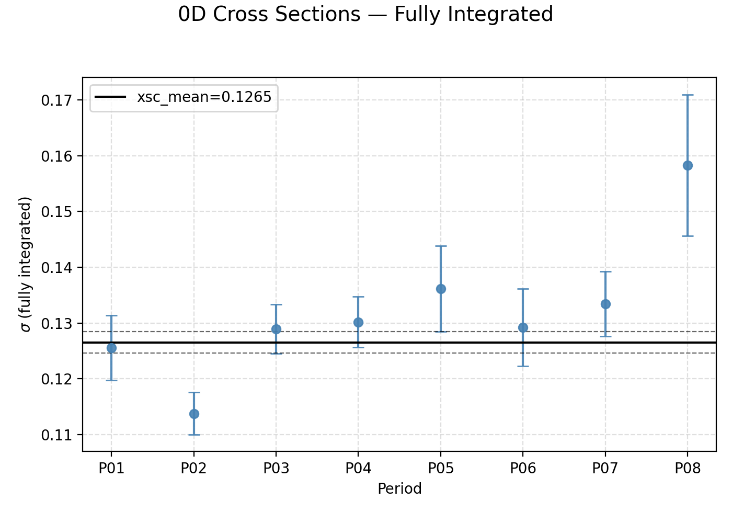 0D Cross Sections — Fully Integrated
xsc_mean=0.1265
0.17
0.16
0.15
0.14
0.13
0.12
0.11
σ (fully integrated)
P01 P02 P03 P04 P05 P06 P07 P08
Period